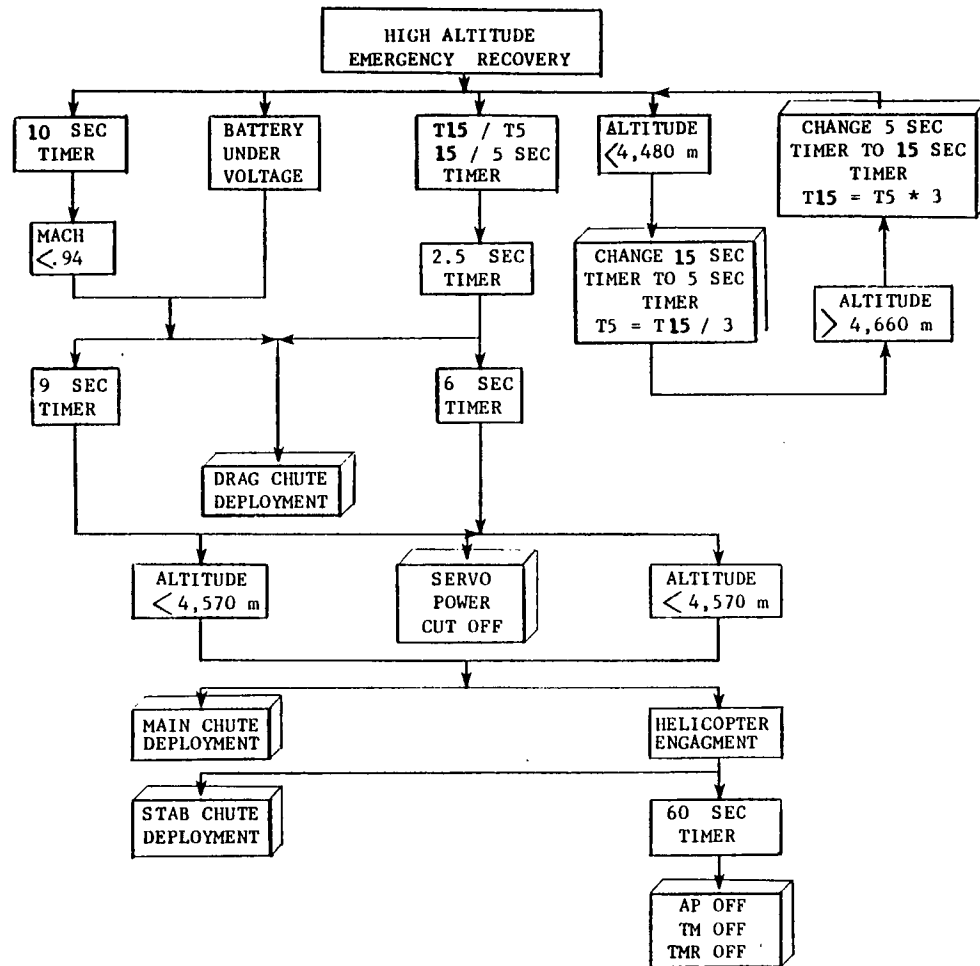 HIGH ALTITUDE
EMERGENCY RECOVERY
10 SEC
TIMER
BATTERY
UNDER
VOLTAGE
T15 / T5
15 / 5 SEC
TIMER
ALTITUDE
<4,480 m
CHANGE 5 SEC
TIMER TO 15 SEC
TIMER
T15 = T5 * 3
MACH
<.94
2.5 SEC
TIMER
CHANGE 15 SEC
TIMER TO 5 SEC
TIMER
T5 = T15 / 3
ALTITUDE
> 4,660 m
9 SEC
TIMER
6 SEC
TIMER
DRAG CHUTE
DEPLOYMENT
ALTITUDE
< 4,570 m
SERVO
POWER
CUT OFF
ALTITUDE
< 4,570 m
MAIN CHUTE
DEPLOYMENT
HELICOPTER
ENGAGMENT
STAB CHUTE
DEPLOYMENT
60 SEC
TIMER
AP OFF
TM OFF
TMR OFF